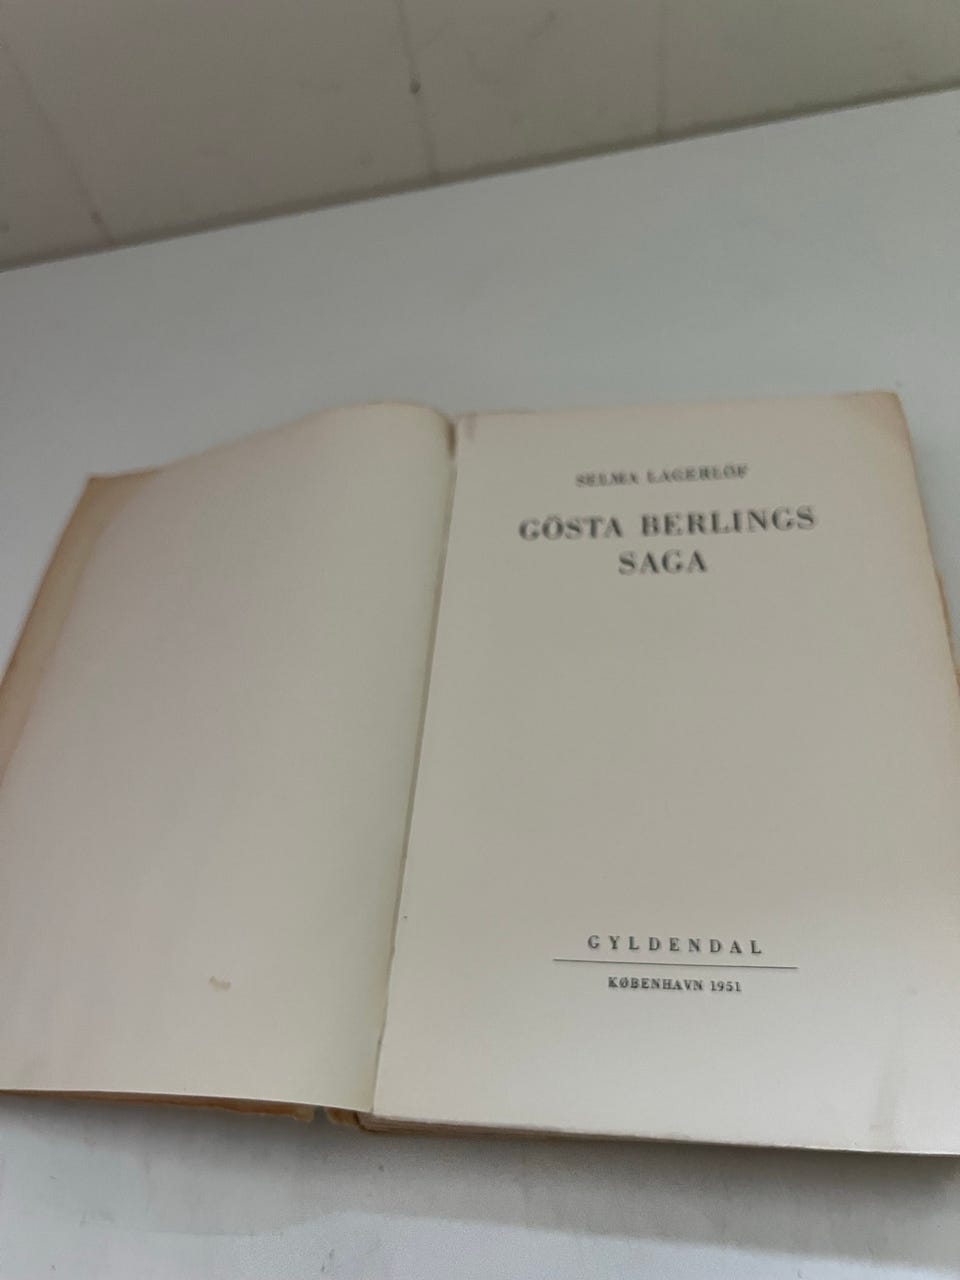 SELMA LAGERLÖF
GÖSTA BERLINGS
SAGA
GYLDENDAL
KØBENHAVN 1951